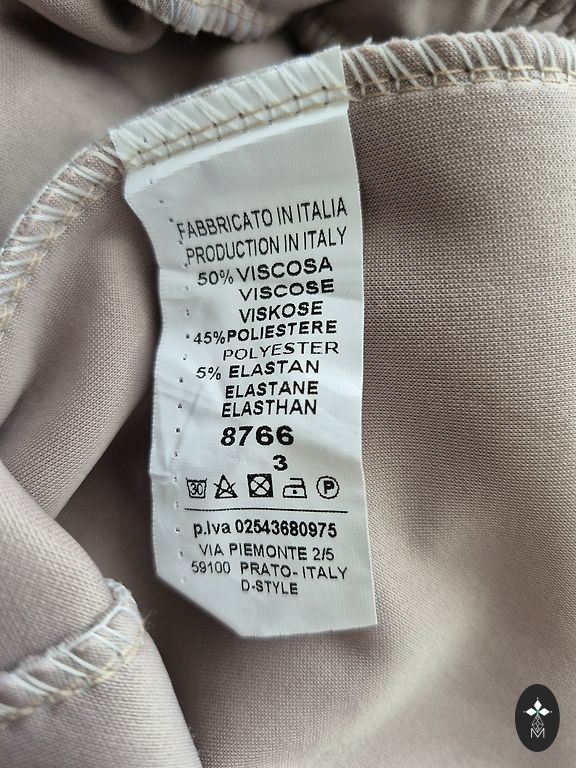 FABBRICATO IN ITALIA
PRODUCTION IN ITALY
50% VISCOSA
VISCOSE
VISKOSE
45% POLIESTERE
POLYESTER
5% ELASTAN
ELASTANE
ELASTHAN
8766
3
30 P
p.Iva 02543680975
VIA PIEMONTE 2/5
59100 PRATO- ITALY
D-STYLE
M